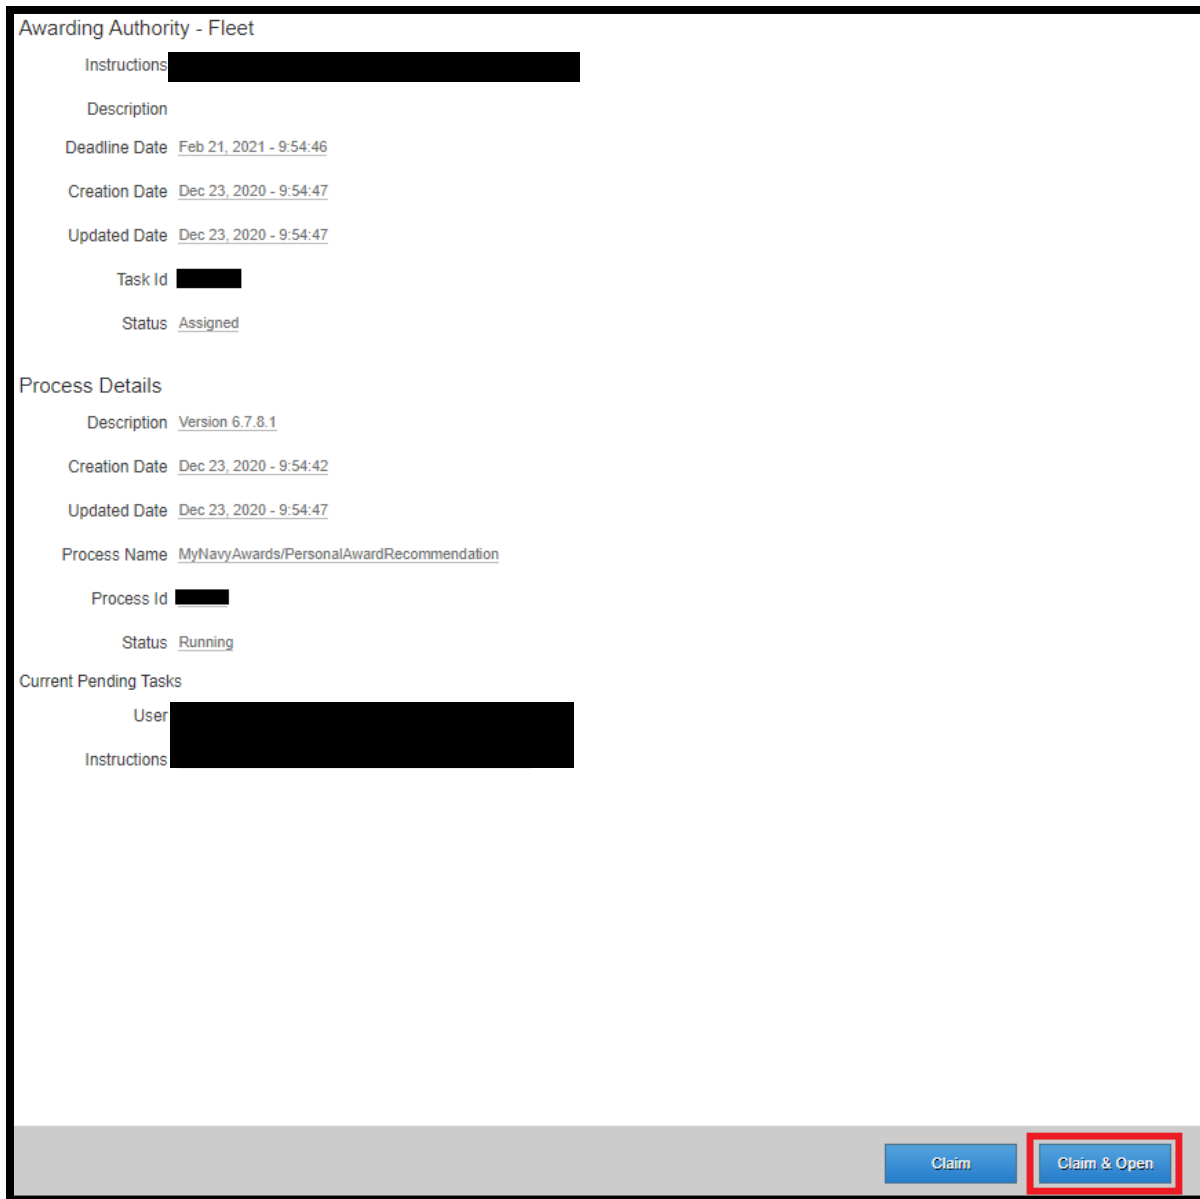 Awarding Authority - Fleet
Instructions
Description
Deadline Date Feb 21, 2021 - 9:54:46
Creation Date Dec 23, 2020 - 9:54:47
Updated Date Dec 23, 2020 - 9:54:47
Task Id
Status Assigned
Process Details
Description Version 6.7.8.1
Creation Date Dec 23, 2020 - 9:54:42
Updated Date Dec 23, 2020 - 9:54:47
Process Name MyNavyAwards/PersonalAwardRecommendation
Process Id
Status Running
Current Pending Tasks
User
Instructions
Claim Claim & Open